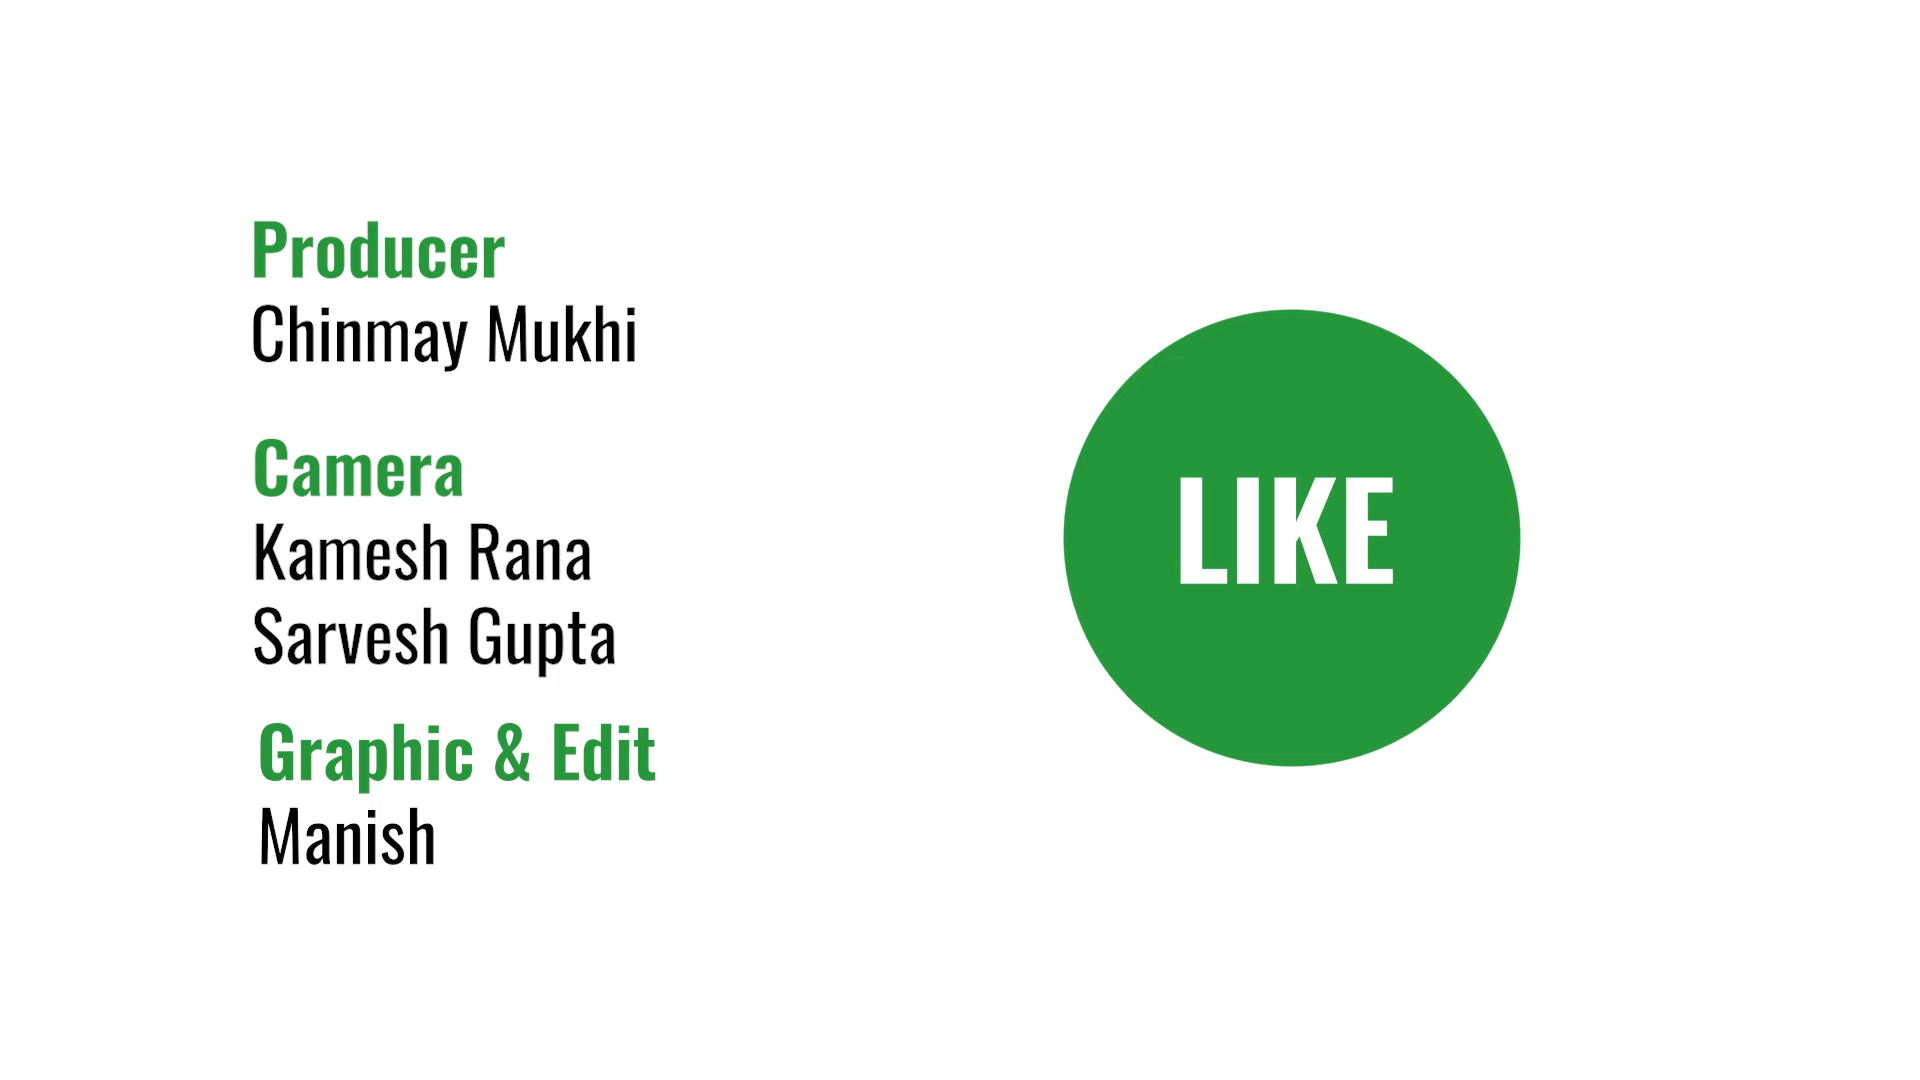 Producer
Chinmay Mukhi
Camera
Kamesh Rana
Sarvesh Gupta
Graphic & Edit
Manish
LIKE